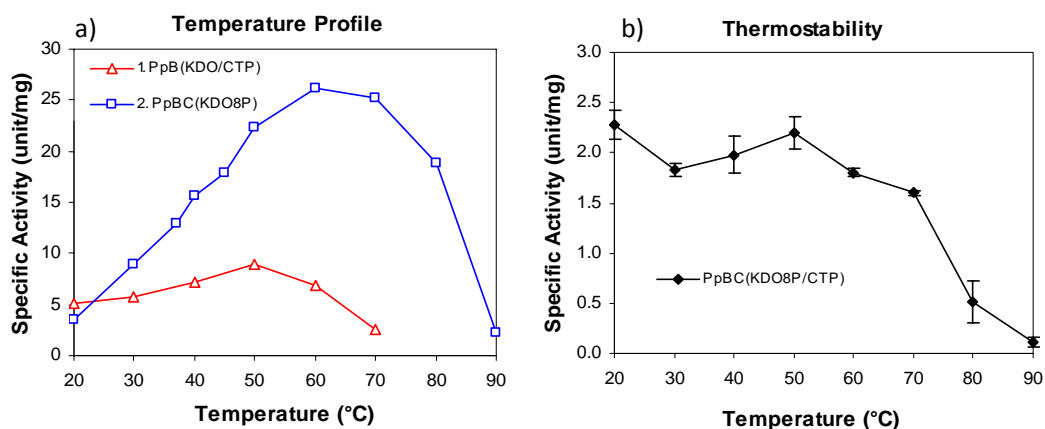 a)
Temperature Profile
30
25
20
15
10
5
0
Specific Activity (unit/mg)
1. PpB(KDO/CTP)
2. PpBC(KDO8P)
20 30 40 50 60 70 80 90
Temperature (°C)
b)
Thermostability
3.0
2.5
2.0
1.5
1.0
0.5
0.0
Specific Activity (unit/mg)
PpBC(KDO8P/CTP)
20 30 40 50 60 70 80 90
Temperature (°C)